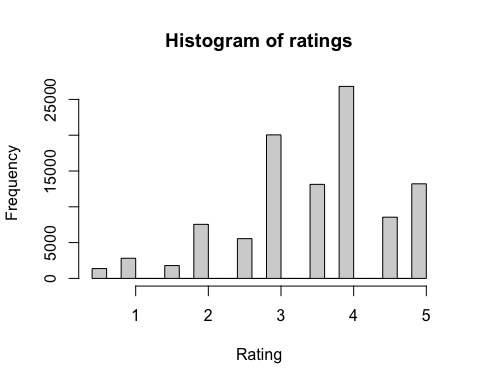 Histogram of ratings
Frequency
25000
15000
5000
0
1 2 3 4 5
Rating